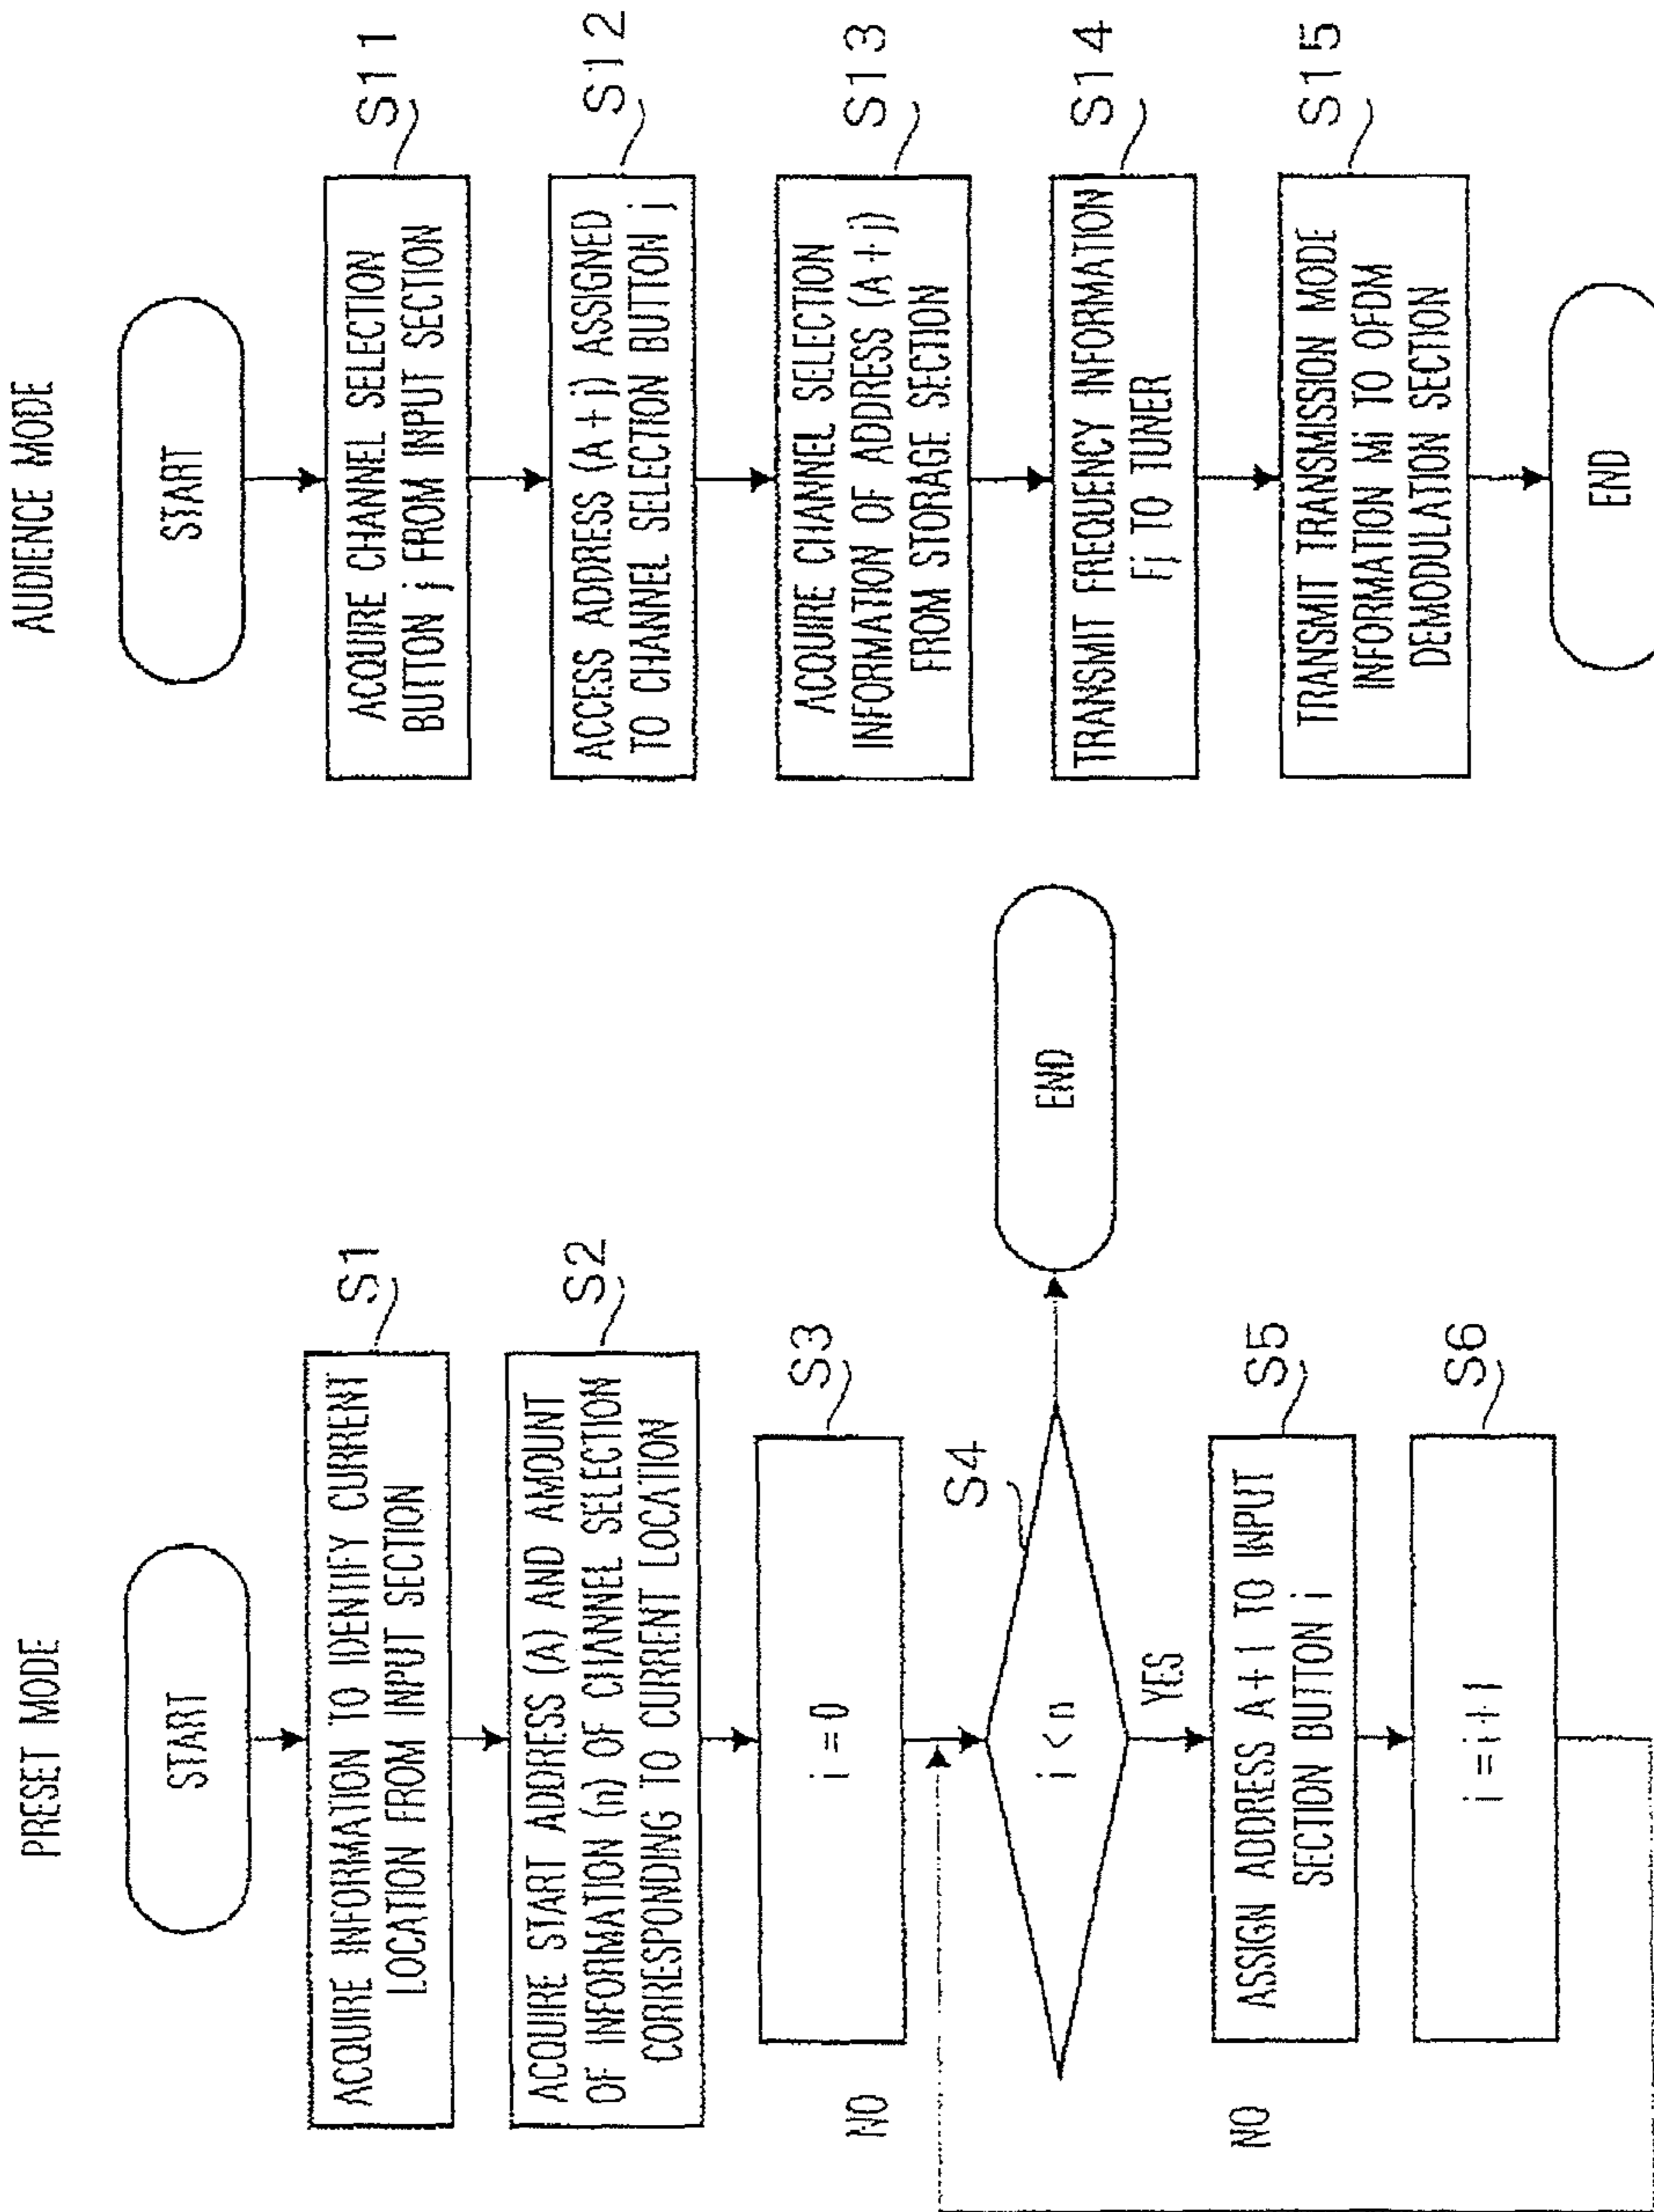 PRESET MODE
START
ACQUIRE INFORMATION TO IDENTIFY CURRENT
LOCATION FROM INPUT SECTION
S1
ACQUIRE START ADDRESS (A) AND AMOUNT
OF INFORMATION (n) OF CHANNEL SELECTION
CORRESPONDING TO CURRENT LOCATION
S2
i = 0
S3
NO
i < n
S4
YES
END
NO
ASSIGN ADDRESS A + 1 TO INPUT
SECTION BUTTON i
S5
i = i + 1
S6
AUDIENCE MODE
START
ACQUIRE CHANNEL SELECTION
BUTTON j FROM INPUT SECTION
S11
ACCESS ADDRESS (A + j) ASSIGNED
TO CHANNEL SELECTION BUTTON j
S12
ACQUIRE CHANNEL SELECTION
INFORMATION OF ADDRESS (A + j)
FROM STORAGE SECTION
S13
TRANSMIT FREQUENCY INFORMATION
Fj TO TUNER
S14
TRANSMIT TRANSMISSION MODE
INFORMATION Mi TO OFDM
DEMODULATION SECTION
S15
END